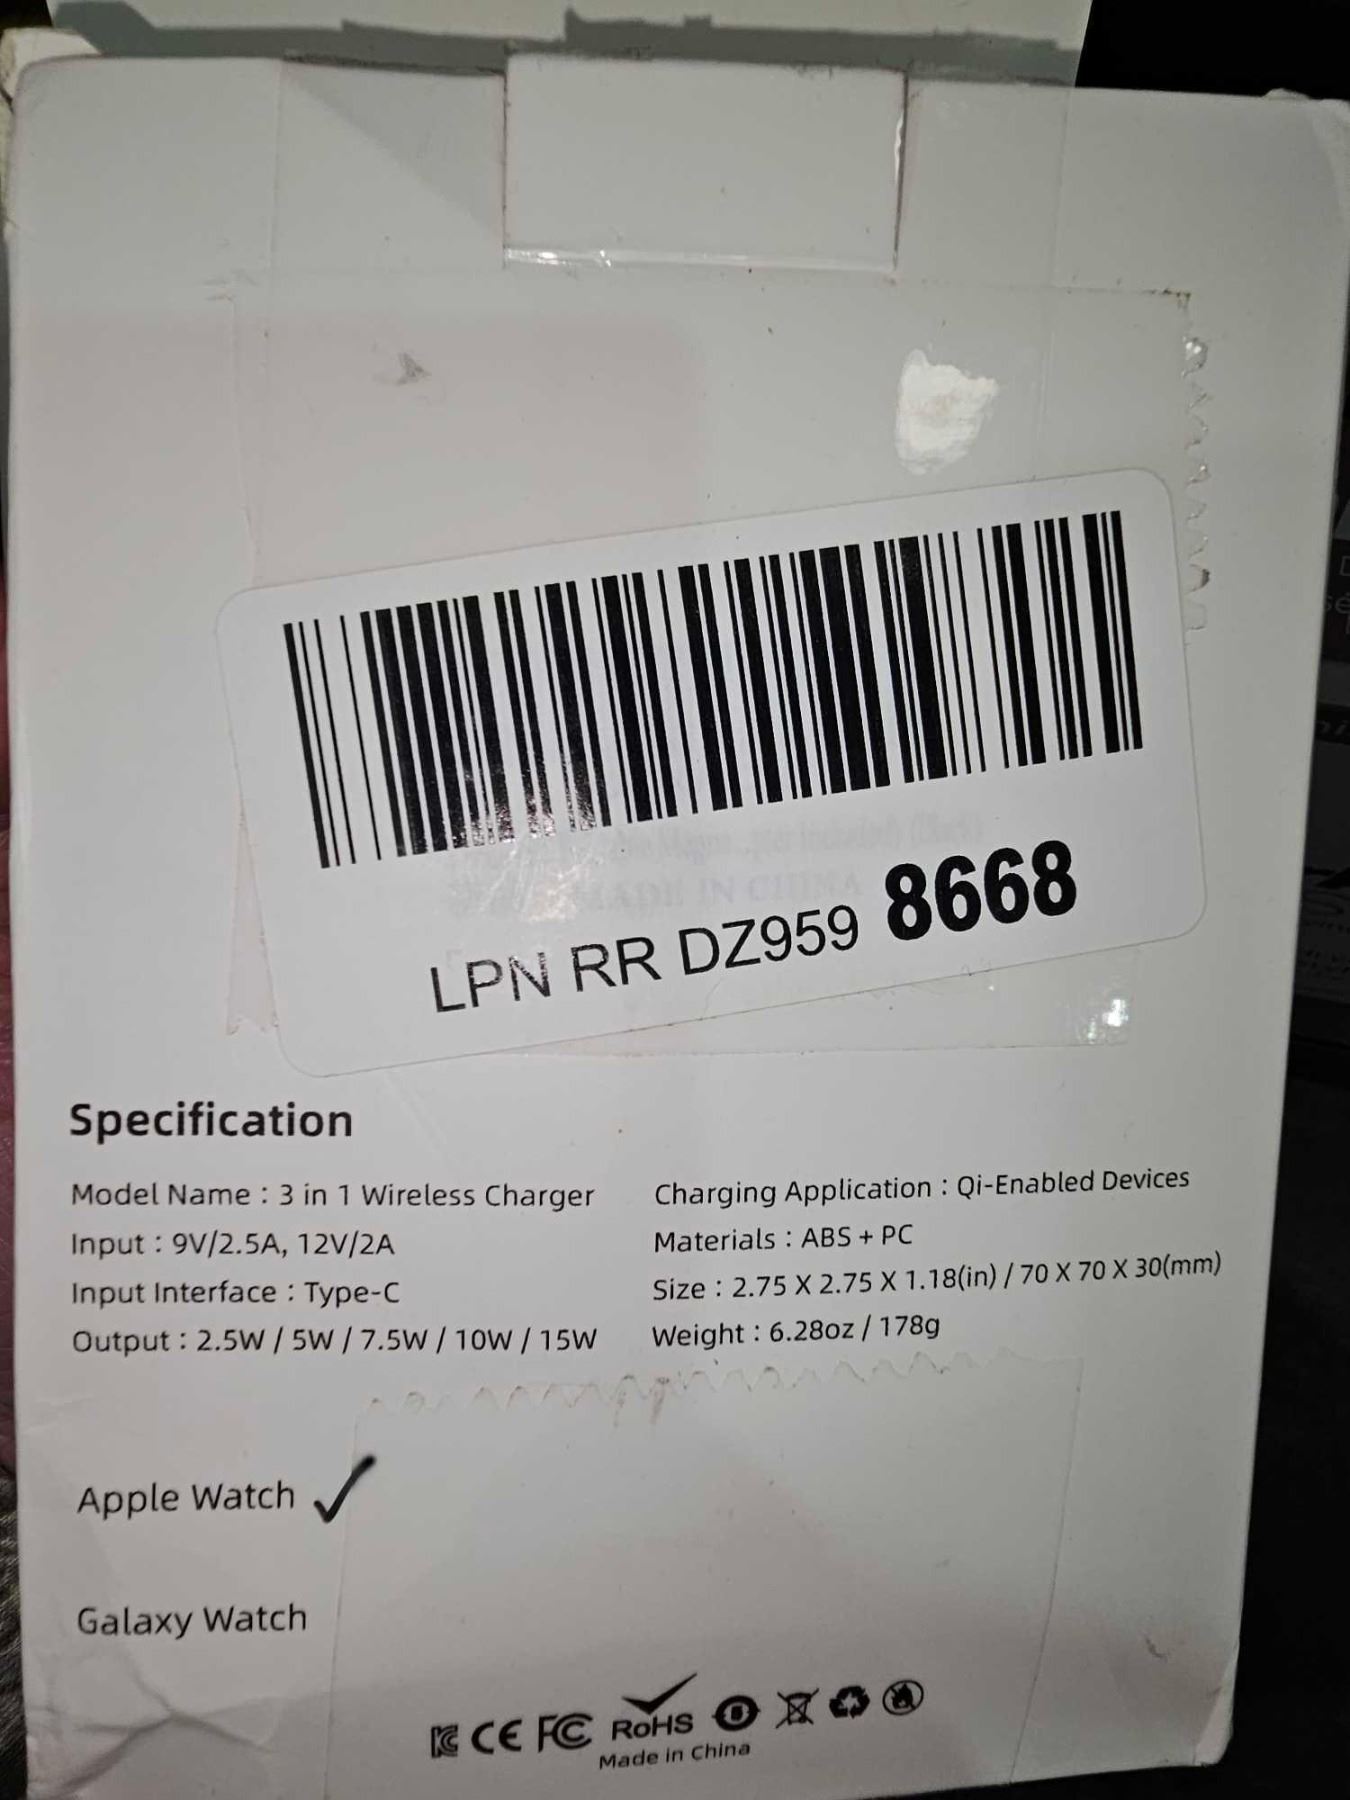 MADE IN CHINA
LPN RR DZ959 8668
Specification
Model Name : 3 in 1 Wireless Charger
Input : 9V/2.5A, 12V/2A
Input Interface : Type-C
Output : 2.5W / 5W / 7.5W / 10W / 15W
Charging Application : Qi-Enabled Devices
Materials : ABS + PC
Size : 2.75 X 2.75 X 1.18(in) / 70 X 70 X 30(mm)
Weight : 6.28oz / 178g
Apple Watch ✓
Galaxy Watch
CE FC RoHS
Made in China